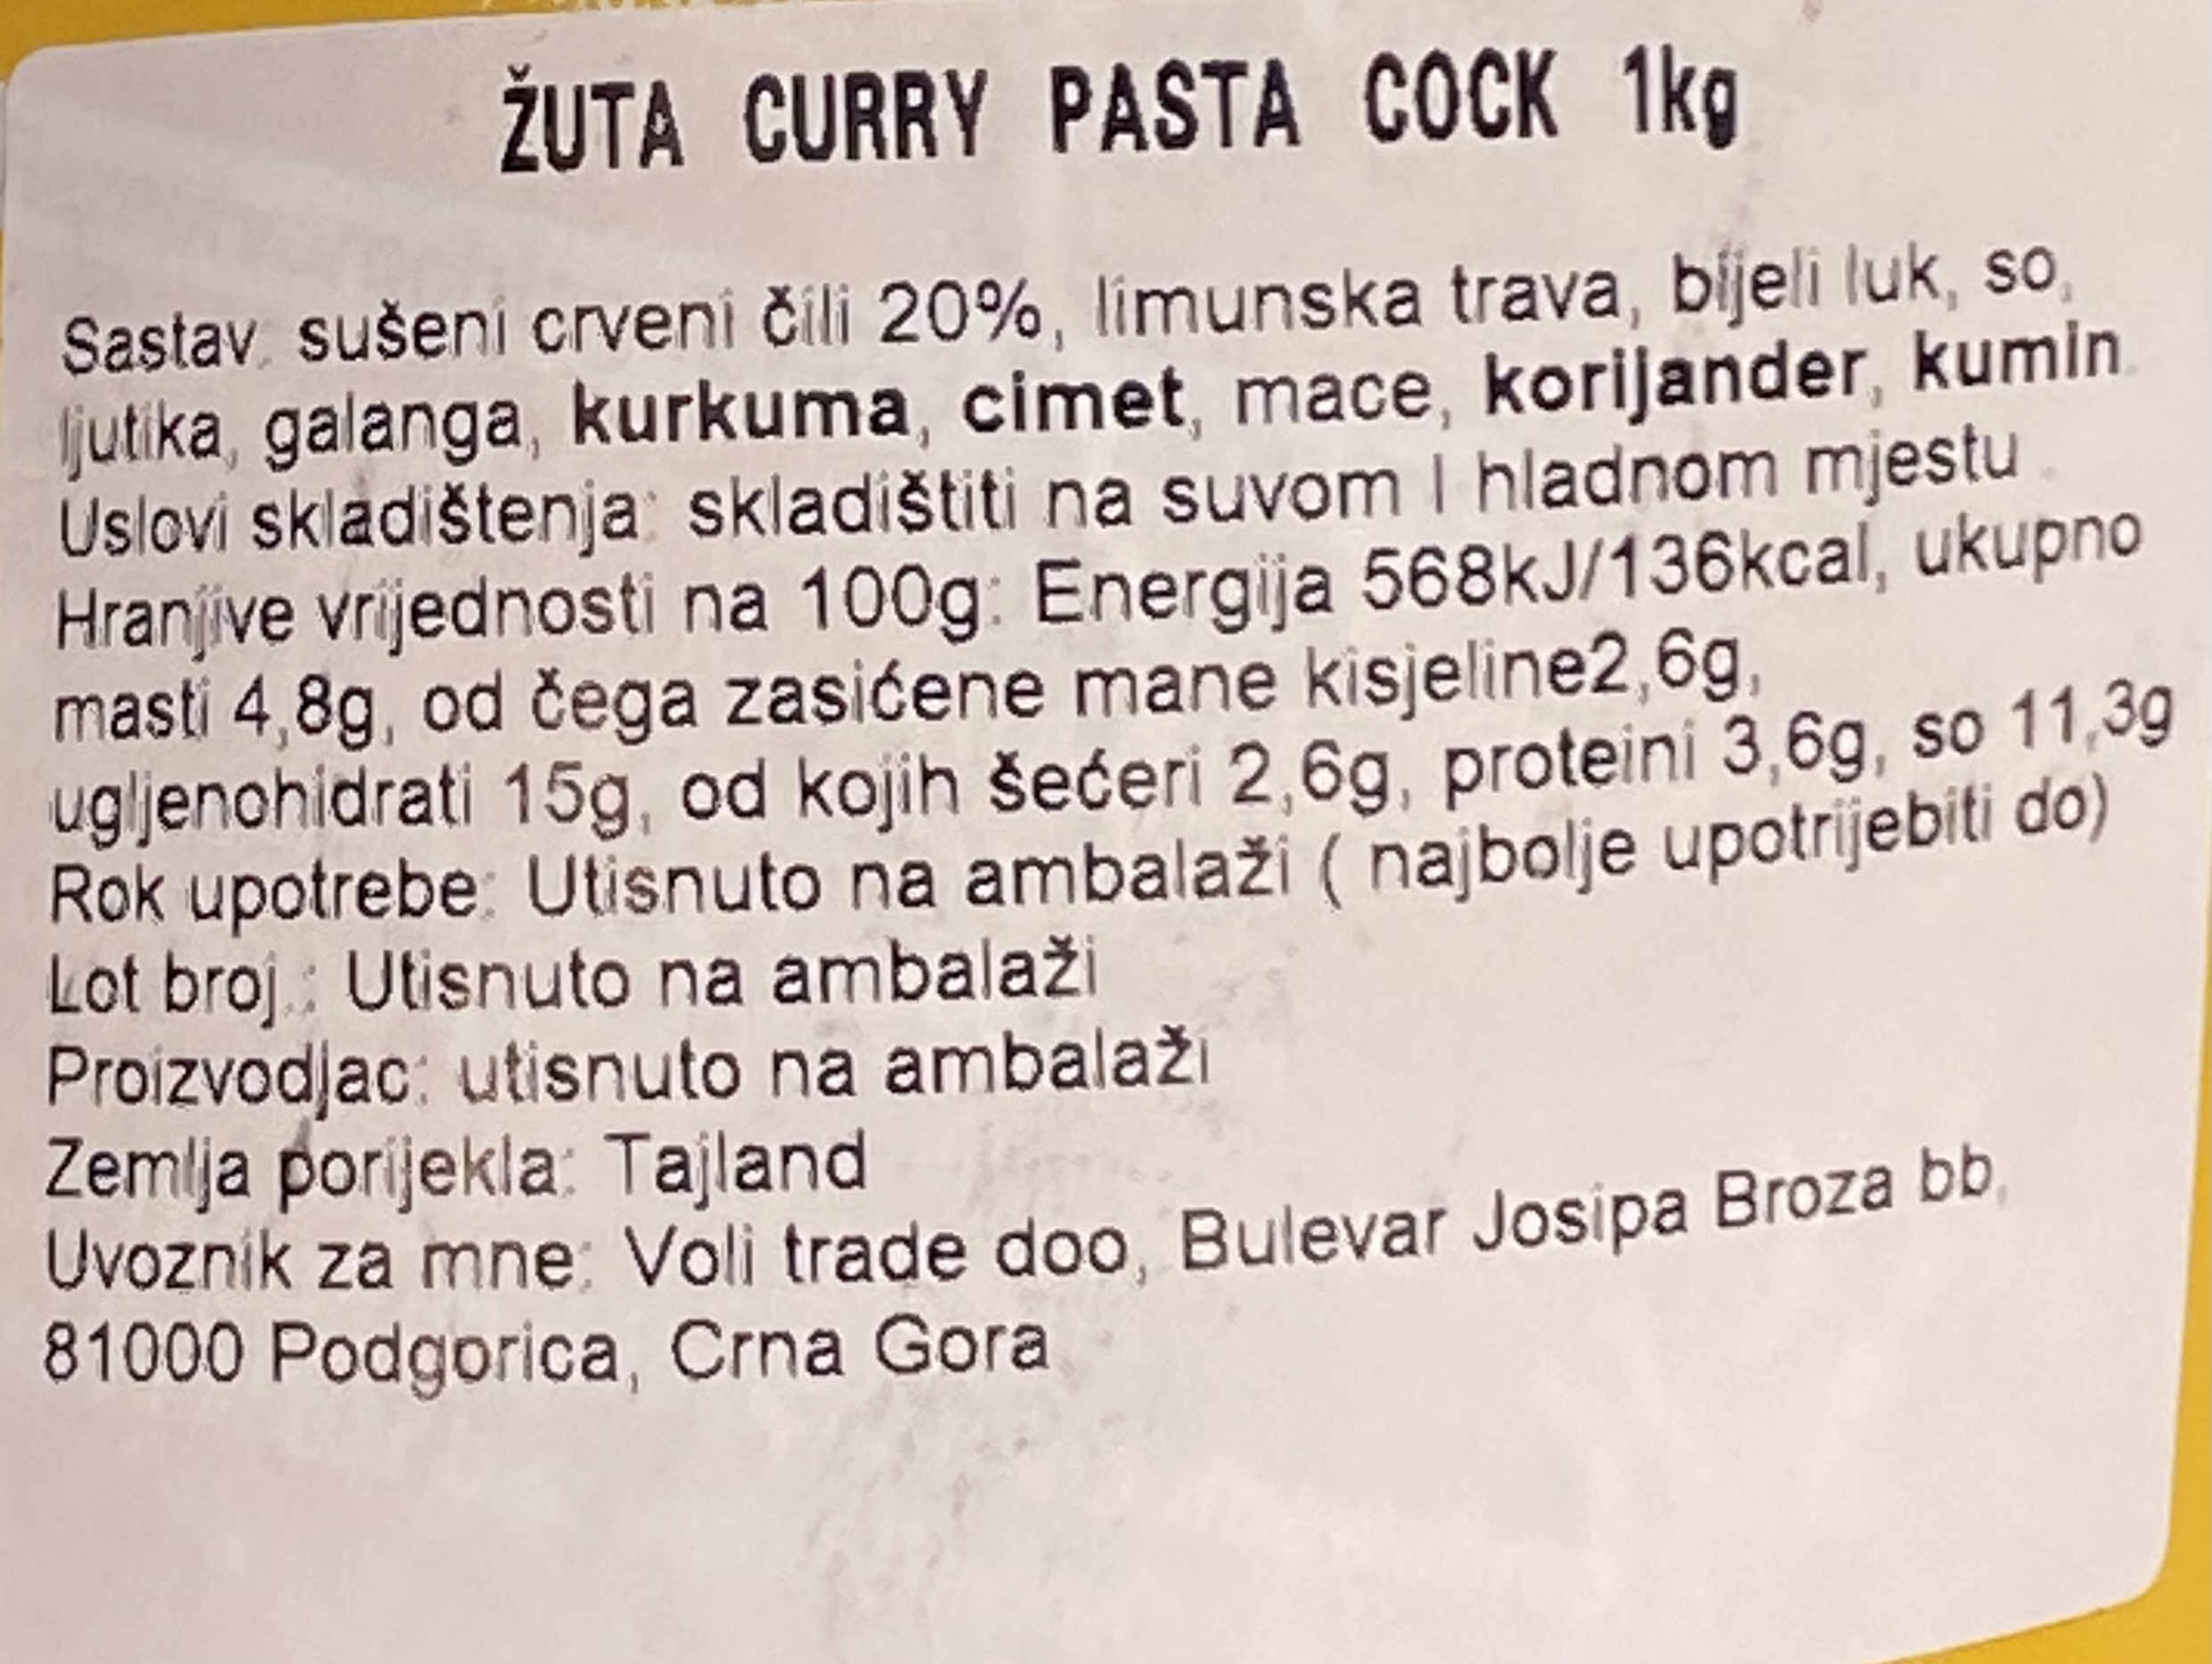 ŽUTA CURRY PASTA COCK 1kg
Sastav: sušeni crveni čili 20%, limunska trava, bijeli luk, so,
ljutika, galanga, kurkuma, cimet, mace, korijander, kumin.
Uslovi skladištenja: skladištiti na suvom I hladnom mjestu.
Hranjive vrijednosti na 100g: Energija 568kJ/136kcal, ukupno
masti 4,8g, od čega zasićene mane kisjeline2,6g,
ugljenohidrati 15g, od kojih šećeri 2,6g, proteini 3,6g, so 11,3g
Rok upotrebe: Utisnuto na ambalaži ( najbolje upotrijebiti do)
Lot broj.: Utisnuto na ambalaži
Proizvodjac: utisnuto na ambalaži
Zemlja porijekla: Tajland
Uvoznik za mne: Voli trade doo, Bulevar Josipa Broza bb,
81000 Podgorica, Crna Gora